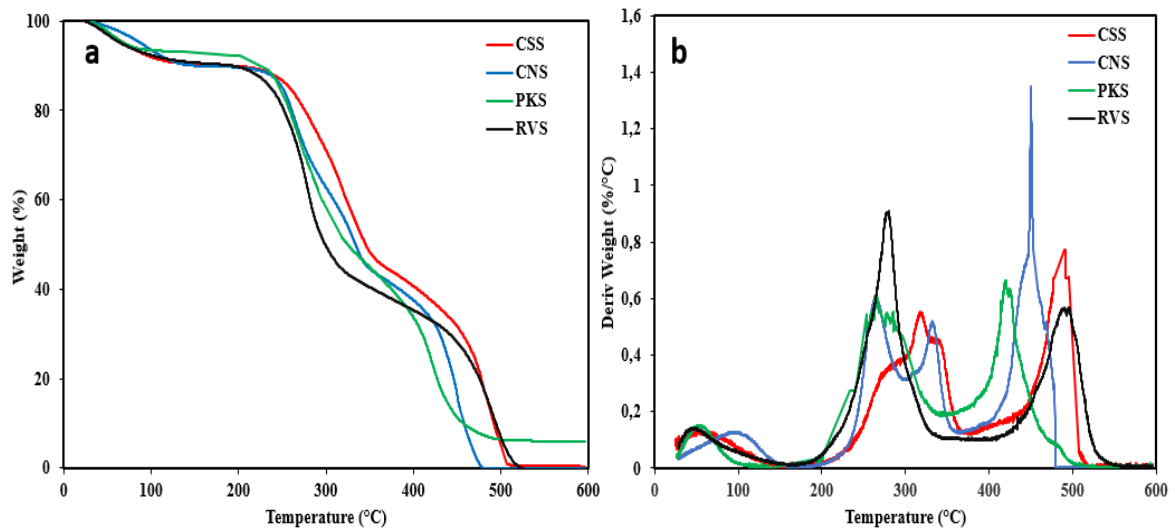 a
CSS
CNS
PKS
RVS
100
80
60
40
20
0
Weight (%)
0 100 200 300 400 500 600
Temperature (°C)
b
CSS
CNS
PKS
RVS
1,6
1,4
1,2
1
0,8
0,6
0,4
0,2
0
Deriv Weight (%/°C)
0 100 200 300 400 500 600
Temperature (°C)